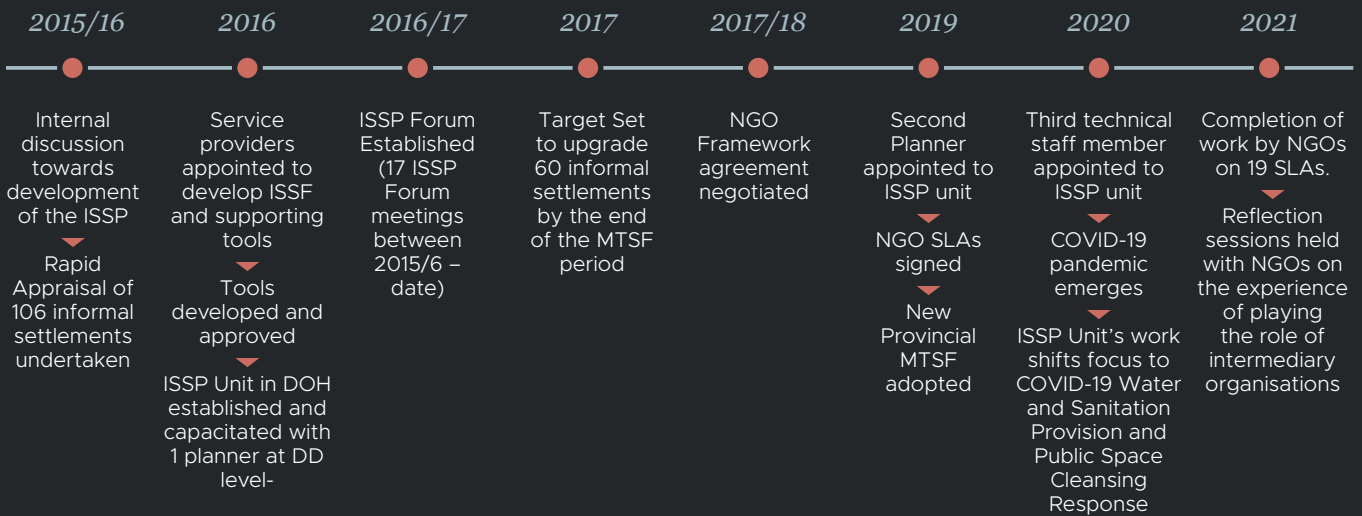 2015/16
Internal
discussion
towards
development
of the ISSP
Rapid
Appraisal of
106 informal
settlements
undertaken
2016
Service
providers
appointed to
develop ISSF
and supporting
tools
Tools
developed and
approved
ISSP Unit in DOH
established and
capacitated with
1 planner at DD
level-
2016/17
ISSP Forum
Established
(17 ISSP
Forum
meetings
between
2015/6 –
date)
2017
Target Set
to upgrade
60 informal
settlements
by the end
of the MTSF
period
2017/18
NGO
Framework
agreement
negotiated
2019
Second
Planner
appointed to
ISSP unit
NGO SLAs
signed
New
Provincial
MTSF
adopted
2020
Third technical
staff member
appointed to
ISSP unit
COVID-19
pandemic
emerges
ISSP Unit’s work
shifts focus to
COVID-19 Water
and Sanitation
Provision and
Public Space
Cleansing
Response
2021
Completion of
work by NGOs
on 19 SLAs.
Reflection
sessions held
with NGOs on
the experience
of playing
the role of
intermediary
organisations